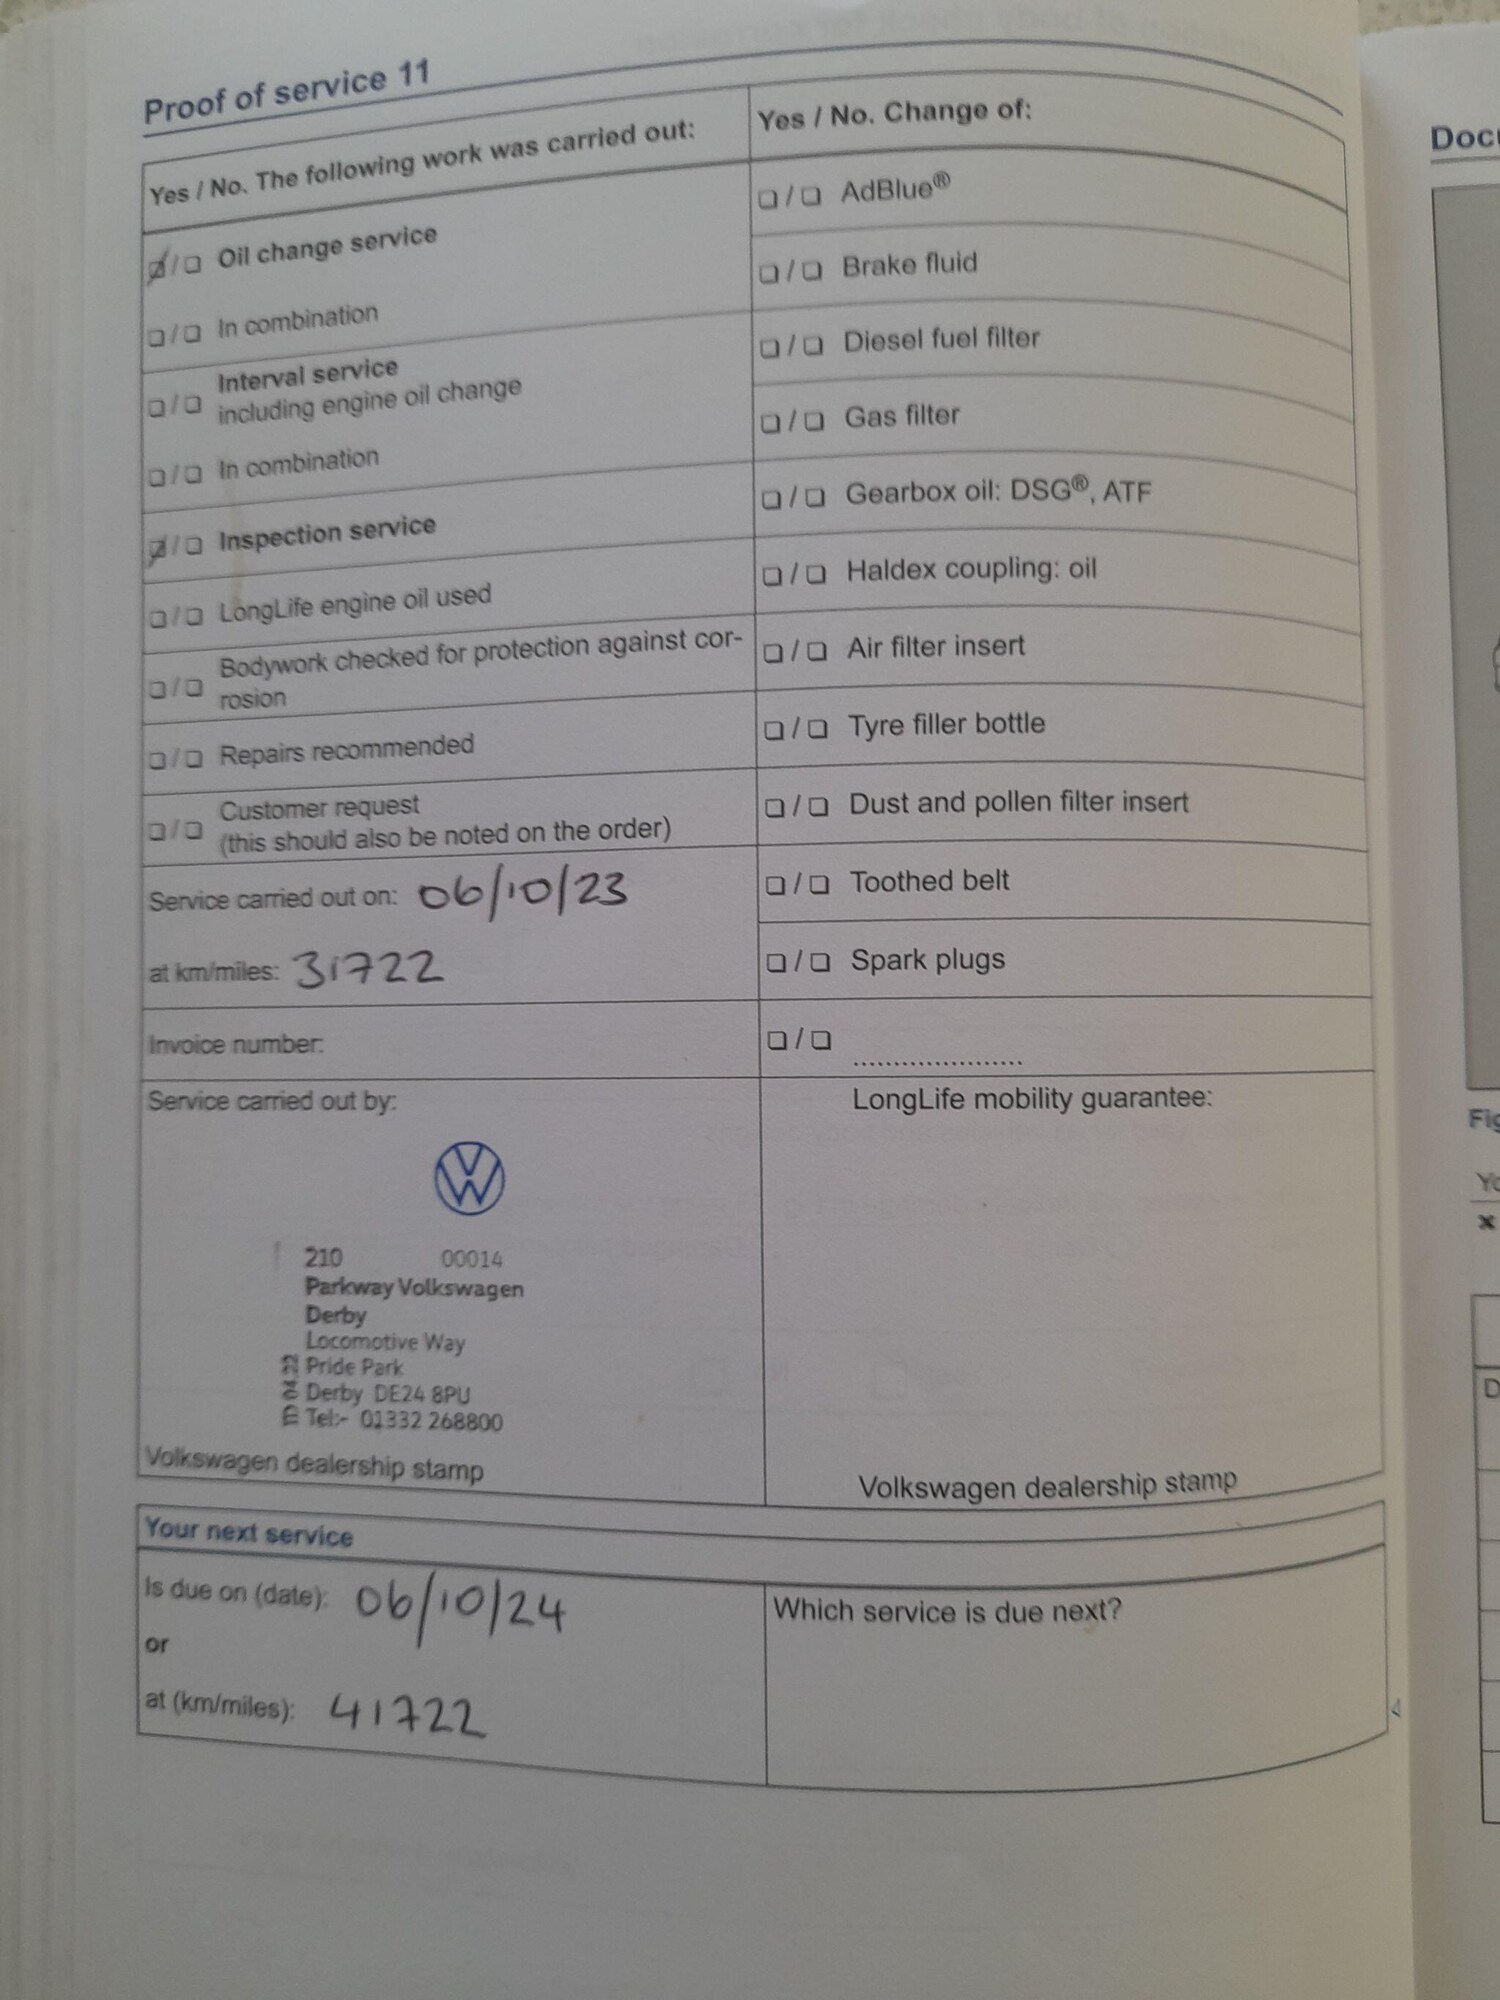 Proof of service 11
Yes / No. The following work was carried out:
☑/☐ Oil change service
☐/☐ In combination
☐/☐ Interval service
including engine oil change
☐/☐ In combination
☑/☐ Inspection service
☐/☐ LongLife engine oil used
☐/☐ Bodywork checked for protection against cor-
rosion
☐/☐ Repairs recommended
☐/☐ Customer request
(this should also be noted on the order)
Service carried out on: 06/10/23
at km/miles: 31722
Invoice number:
Service carried out by:
VW
210 00014
Parkway Volkswagen
Derby
Locomotive Way
Pride Park
Derby DE24 8PU
Tel:- 01332 268800
Volkswagen dealership stamp
Yes / No. Change of:
☐/☐ AdBlue®
☐/☐ Brake fluid
☐/☐ Diesel fuel filter
☐/☐ Gas filter
☐/☐ Gearbox oil: DSG®, ATF
☐/☐ Haldex coupling: oil
☐/☐ Air filter insert
☐/☐ Tyre filler bottle
☐/☐ Dust and pollen filter insert
☐/☐ Toothed belt
☐/☐ Spark plugs
☐/☐ .....................
LongLife mobility guarantee:
Volkswagen dealership stamp
Your next service
Is due on (date): 06/10/24
or
at (km/miles): 41722
Which service is due next?